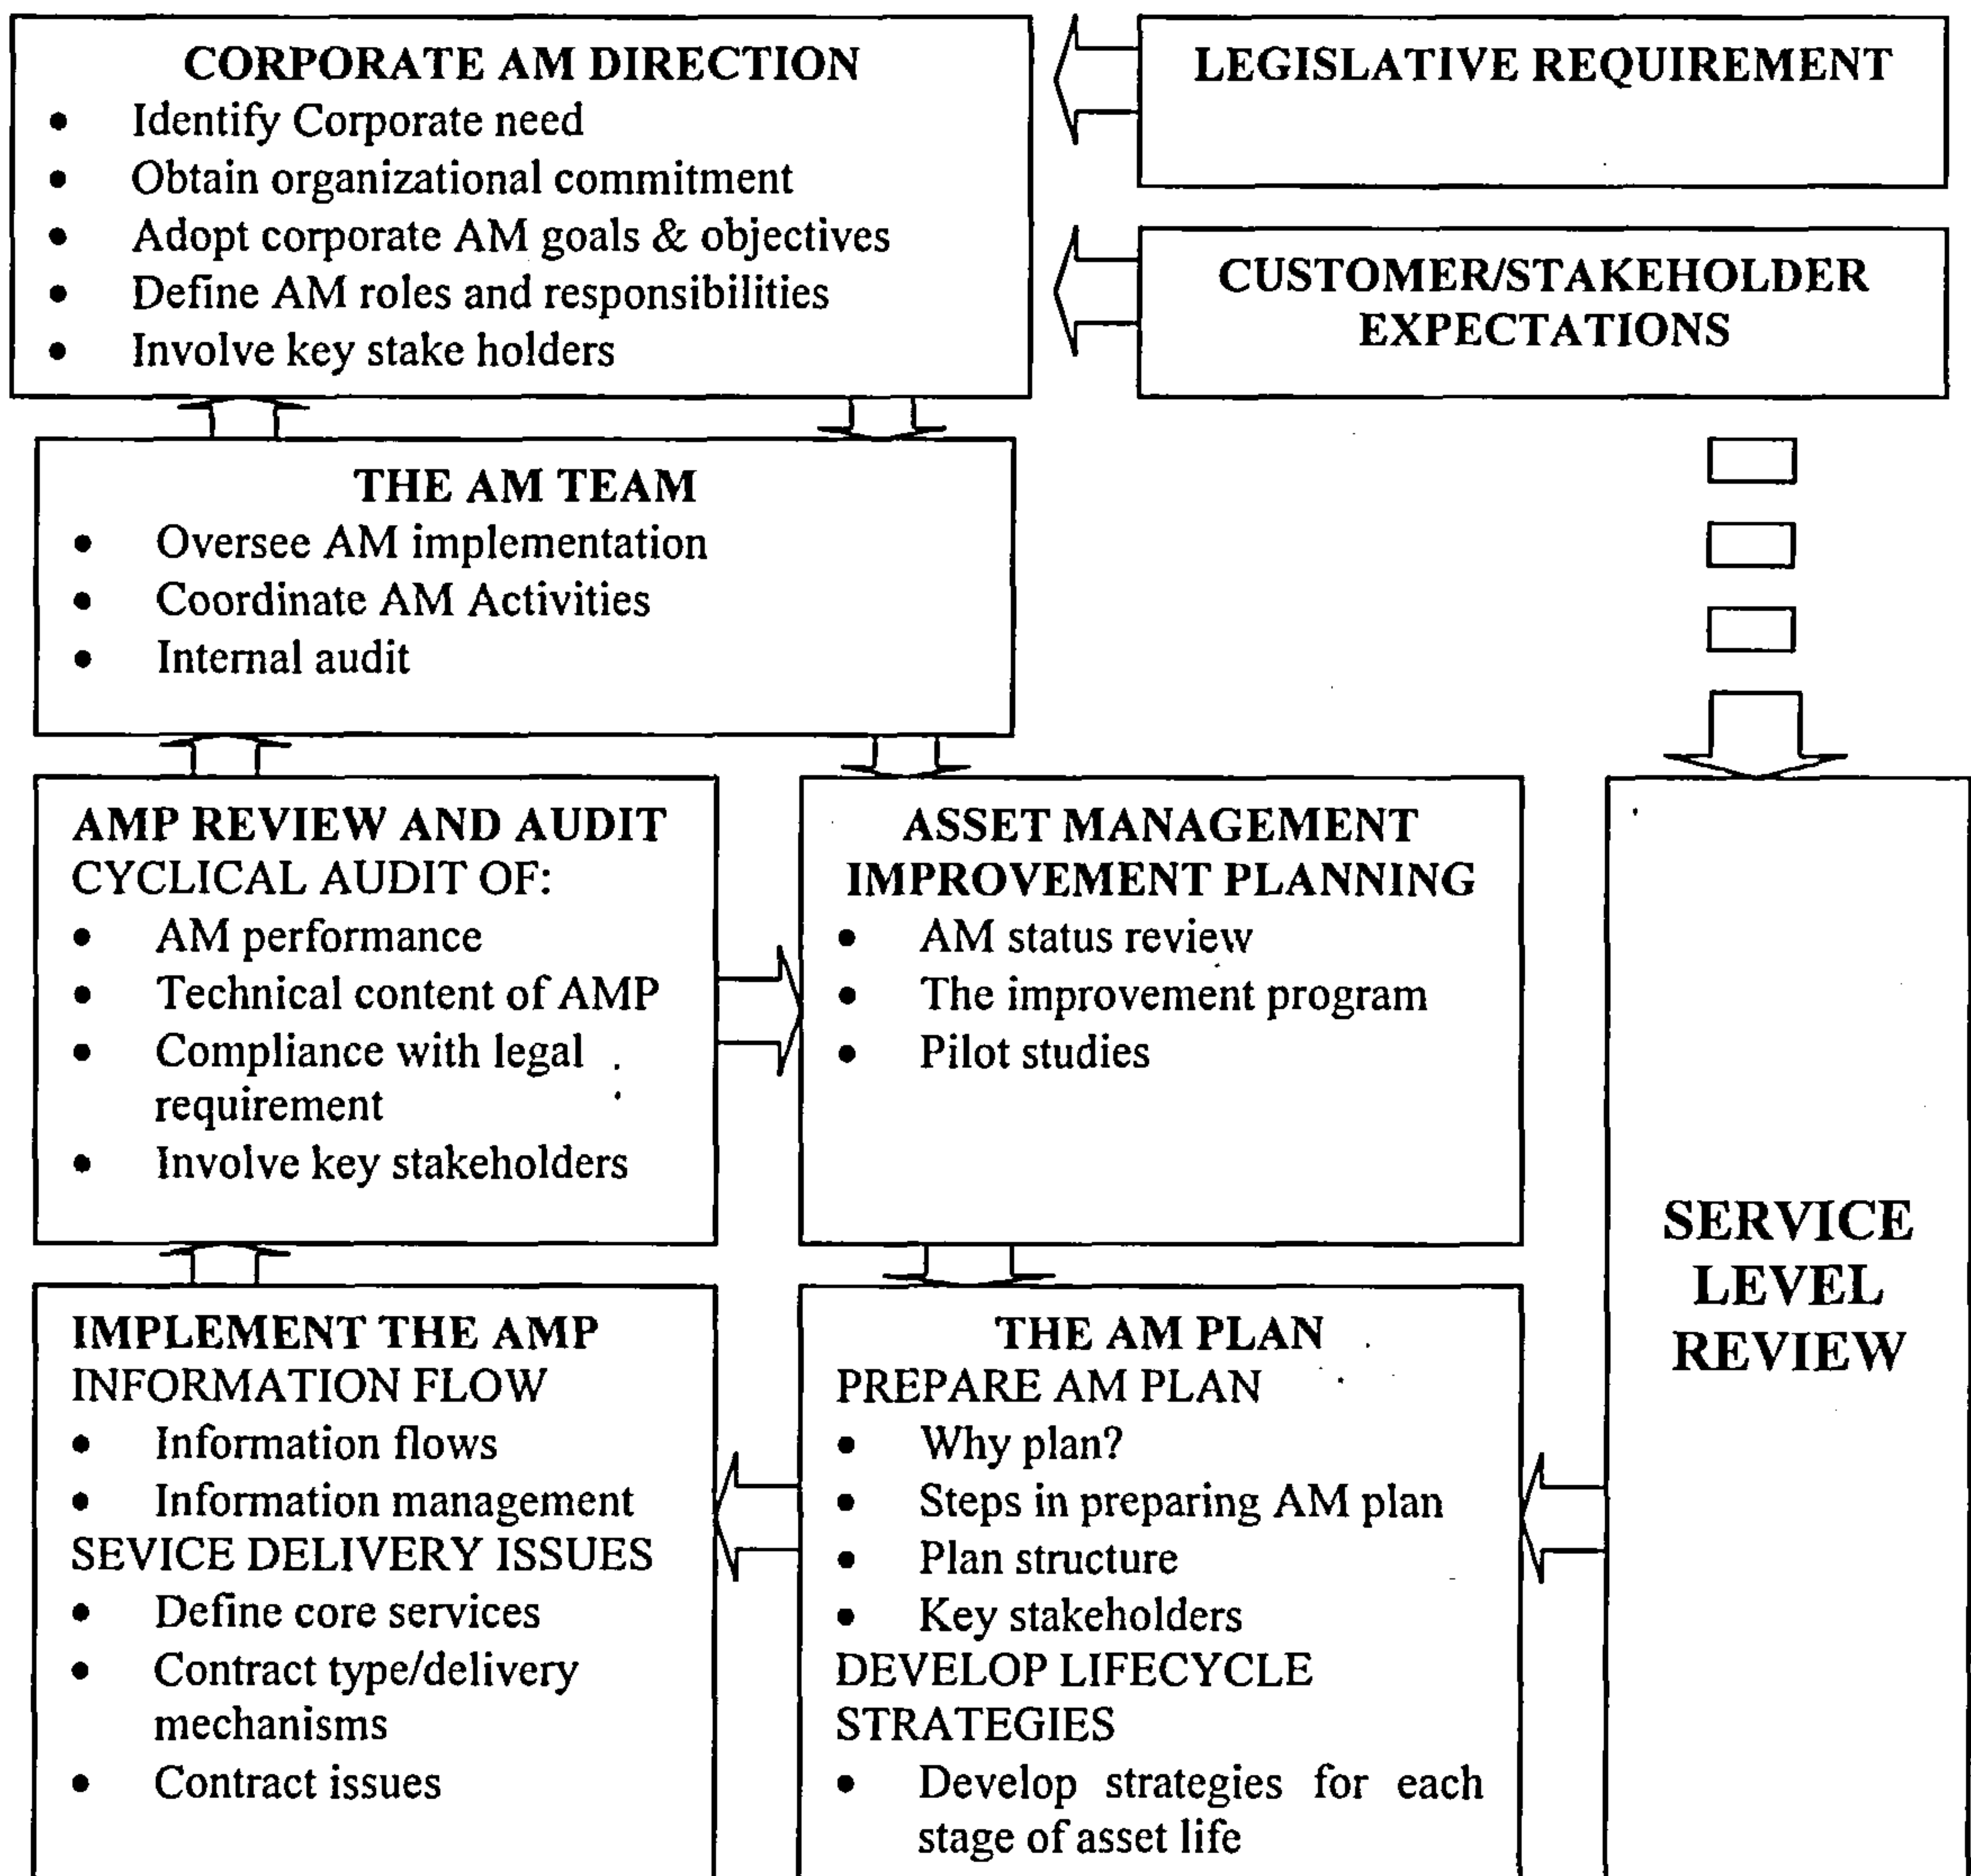 CORPORATE AM DIRECTION
• Identify Corporate need
• Obtain organizational commitment
• Adopt corporate AM goals & objectives
• Define AM roles and responsibilities
• Involve key stake holders
LEGISLATIVE REQUIREMENT
CUSTOMER/STAKEHOLDER
EXPECTATIONS
THE AM TEAM
• Oversee AM implementation
• Coordinate AM Activities
• Internal audit
AMP REVIEW AND AUDIT
CYCLICAL AUDIT OF:
• AM performance
• Technical content of AMP
• Compliance with legal
requirement
• Involve key stakeholders
ASSET MANAGEMENT
IMPROVEMENT PLANNING
• AM status review
• The improvement program
• Pilot studies
IMPLEMENT THE AMP
INFORMATION FLOW
• Information flows
• Information management
SEVICE DELIVERY ISSUES
• Define core services
• Contract type/delivery
mechanisms
• Contract issues
THE AM PLAN
PREPARE AM PLAN
• Why plan?
• Steps in preparing AM plan
• Plan structure
• Key stakeholders
DEVELOP LIFECYCLE
STRATEGIES
• Develop strategies for each
stage of asset life
SERVICE
LEVEL
REVIEW